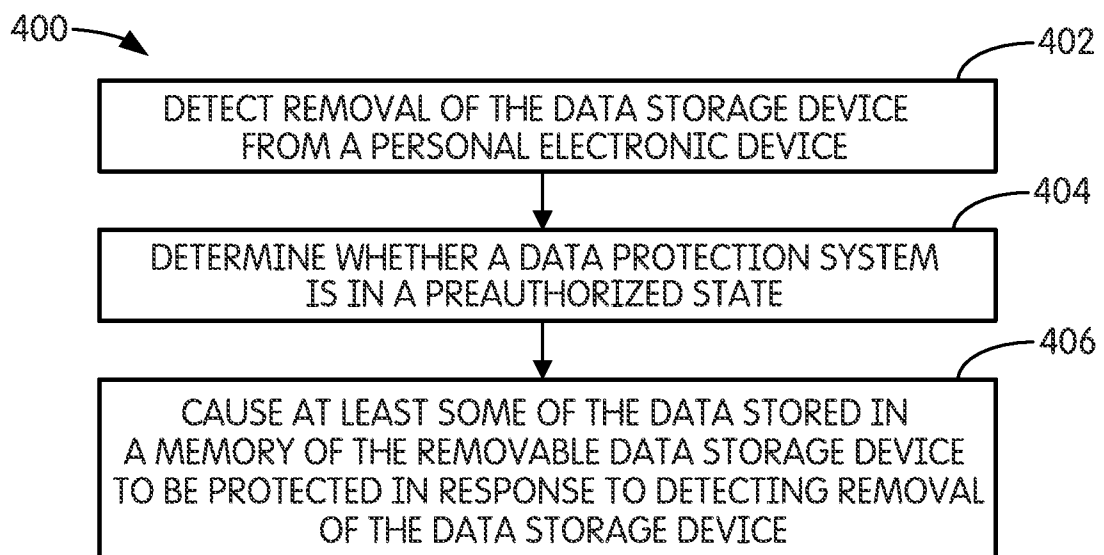 400
402
DETECT REMOVAL OF THE DATA STORAGE DEVICE
FROM A PERSONAL ELECTRONIC DEVICE
404
DETERMINE WHETHER A DATA PROTECTION SYSTEM
IS IN A PREAUTHORIZED STATE
406
CAUSE AT LEAST SOME OF THE DATA STORED IN
A MEMORY OF THE REMOVABLE DATA STORAGE DEVICE
TO BE PROTECTED IN RESPONSE TO DETECTING REMOVAL
OF THE DATA STORAGE DEVICE